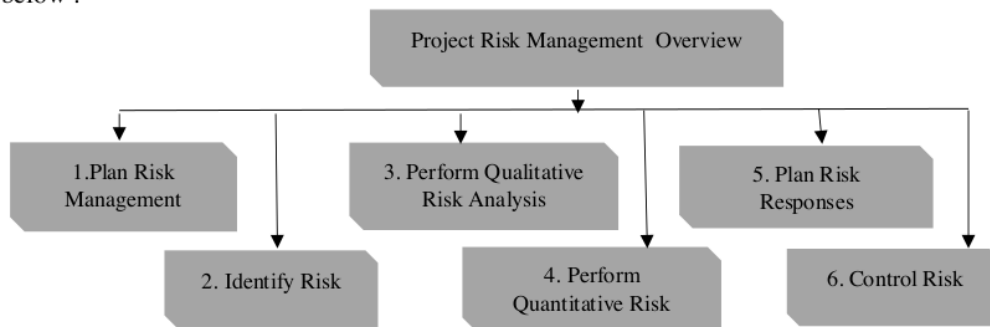 below .
Project Risk Management Overview
1.Plan Risk
Management
3. Perform Qualitative
Risk Analysis
5. Plan Risk
Responses
2. Identify Risk
4. Perform
Quantitative Risk
6. Control Risk